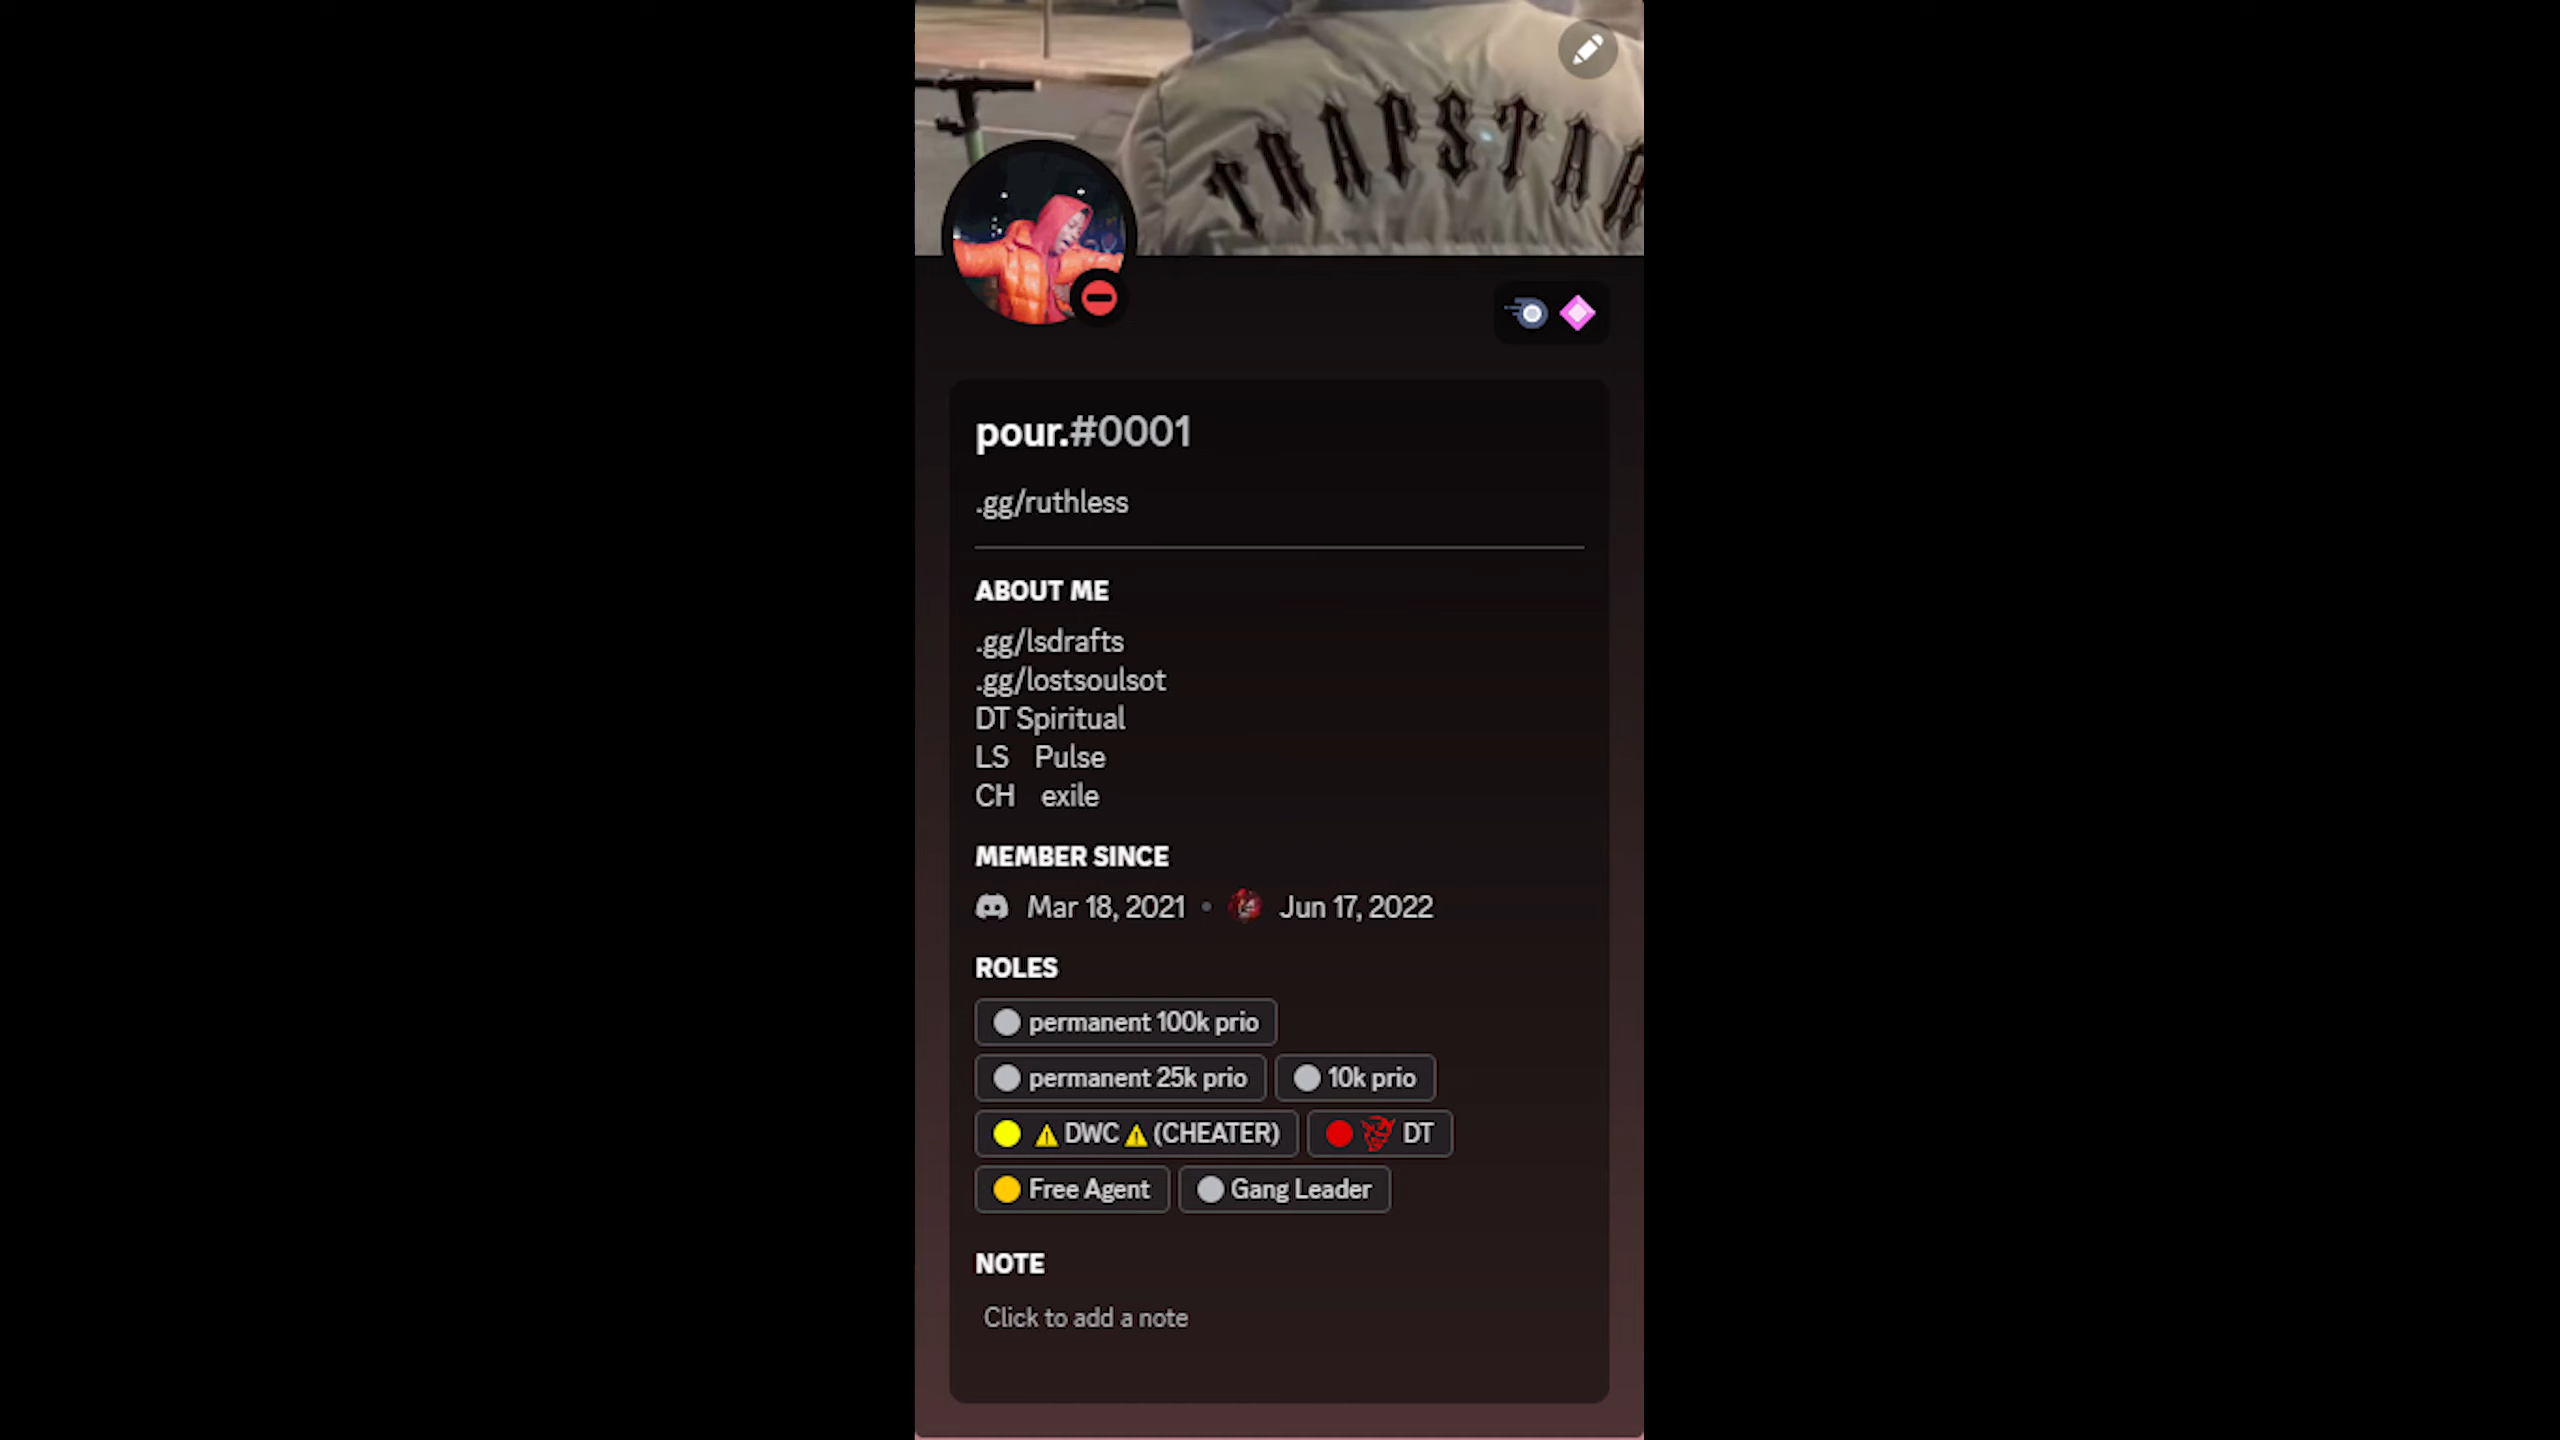 TRAPSTAR
pour.#0001
.gg/ruthless
ABOUT ME
.gg/lsdrafts
.gg/lostsoulsot
DT Spiritual
LS Pulse
CH exile
MEMBER SINCE
Mar 18, 2021 • Jun 17, 2022
ROLES
permanent 100k prio
permanent 25k prio 10k prio
⚠DWC⚠(CHEATER) DT
Free Agent Gang Leader
NOTE
Click to add a note